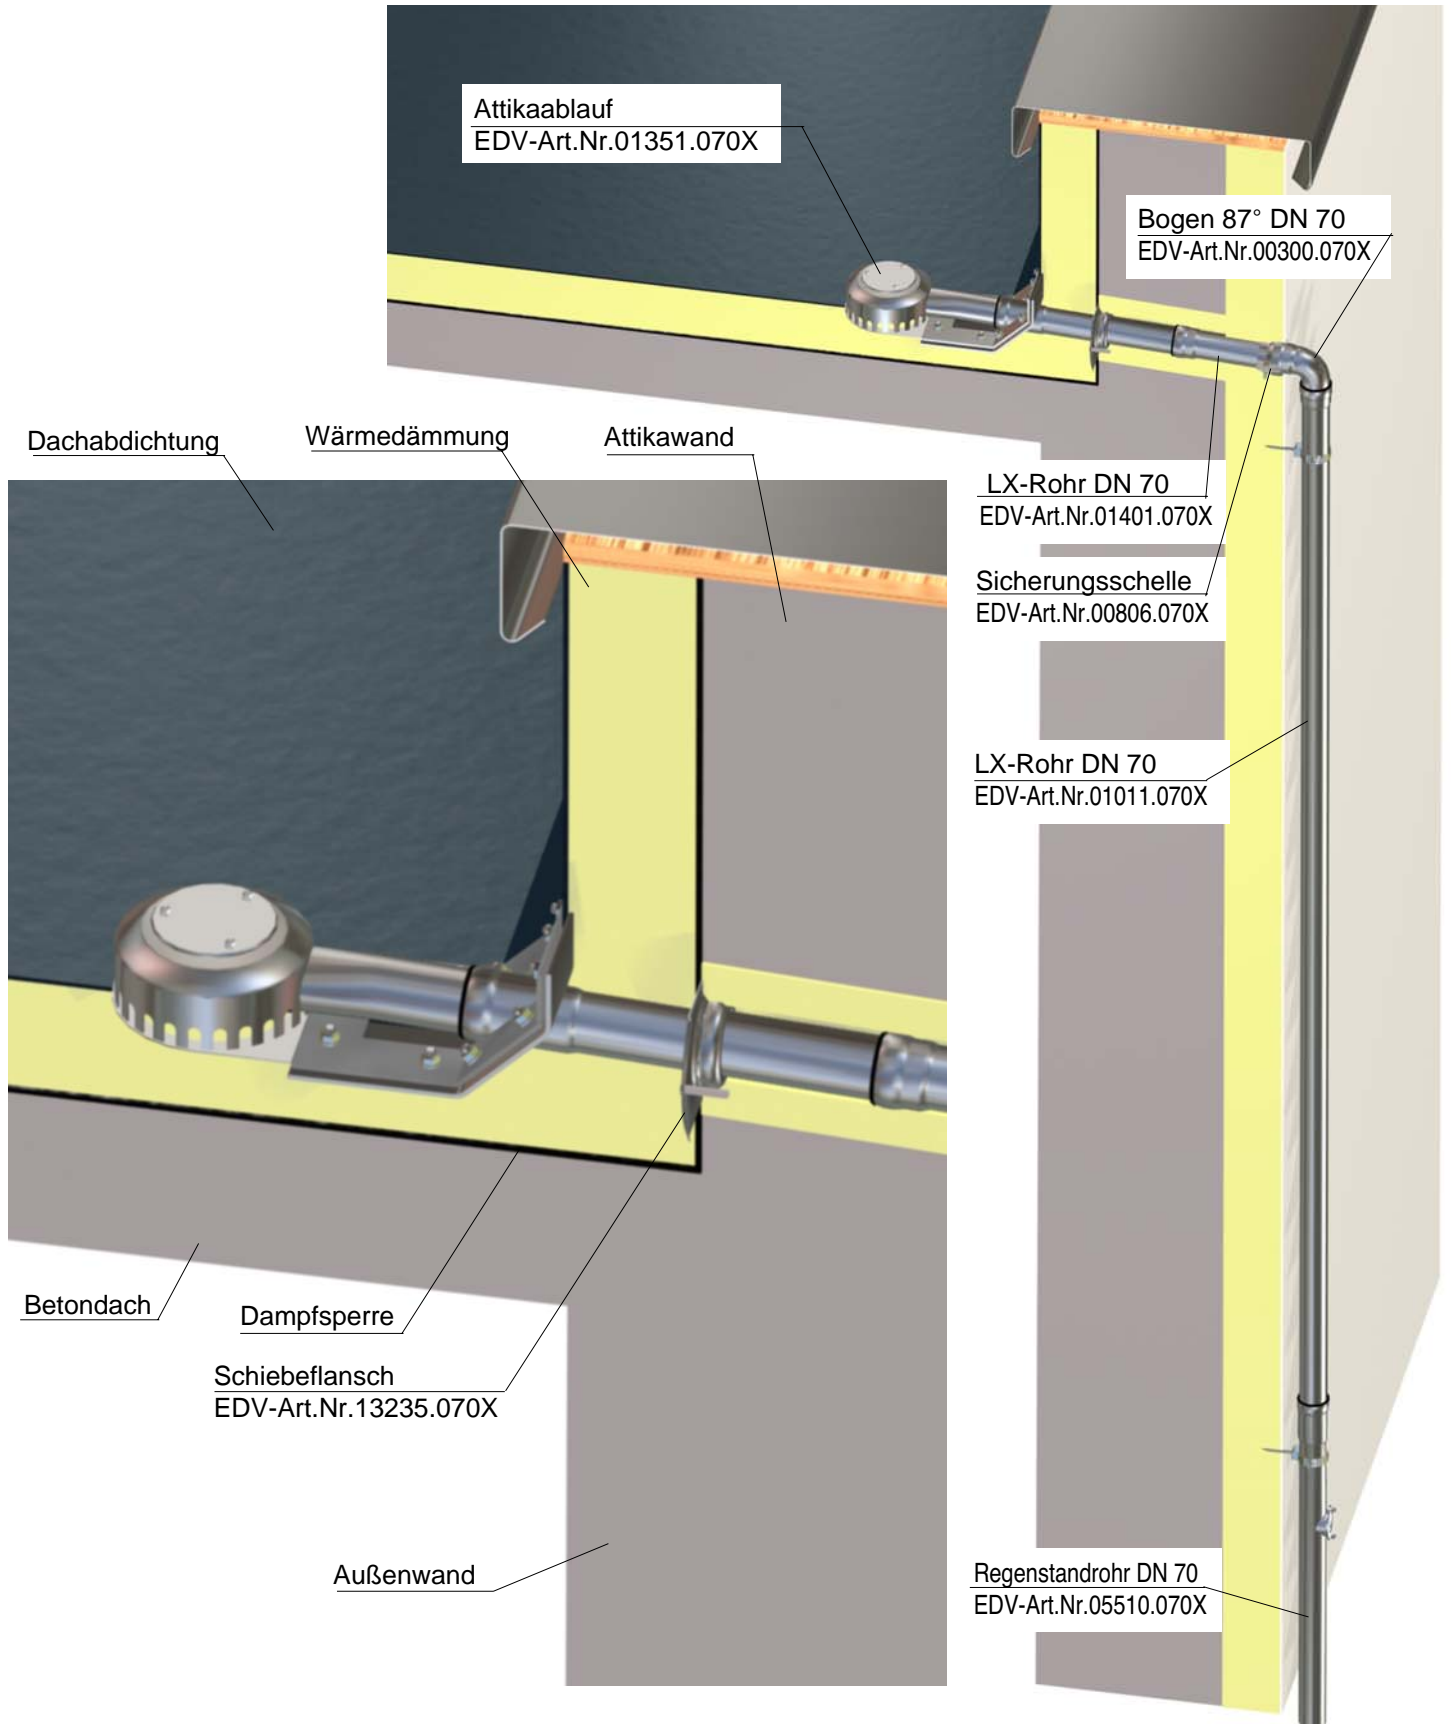 Attikaablauf
EDV-Art.Nr.01351.070X
Bogen 87° DN 70
EDV-Art.Nr.00300.070X
Dachabdichtung
Wärmedämmung
Attikawand
LX-Rohr DN 70
EDV-Art.Nr.01401.070X
Sicherungsschelle
EDV-Art.Nr.00806.070X
LX-Rohr DN 70
EDV-Art.Nr.01011.070X
Betondach
Dampfsperre
Schiebeflansch
EDV-Art.Nr.13235.070X
Außenwand
Regenstandrohr DN 70
EDV-Art.Nr.05510.070X